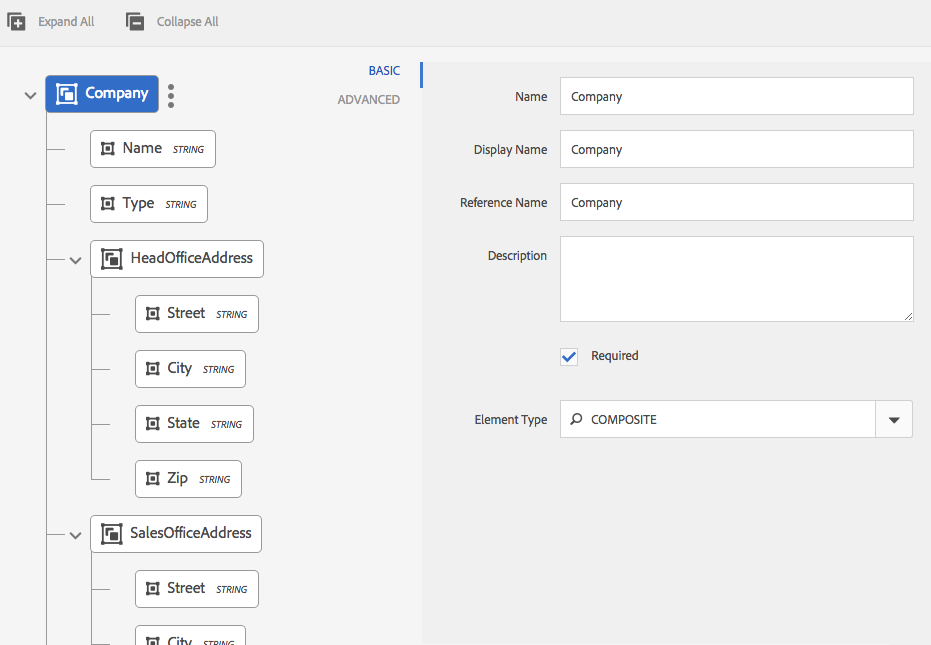 Expand All
Collapse All
Company
Name STRING
Type STRING
HeadOfficeAddress
Street STRING
City STRING
State STRING
Zip STRING
SalesOfficeAddress
Street STRING
City STRING
BASIC
ADVANCED
Name Company
Display Name Company
Reference Name Company
Description
Required
Element Type COMPOSITE